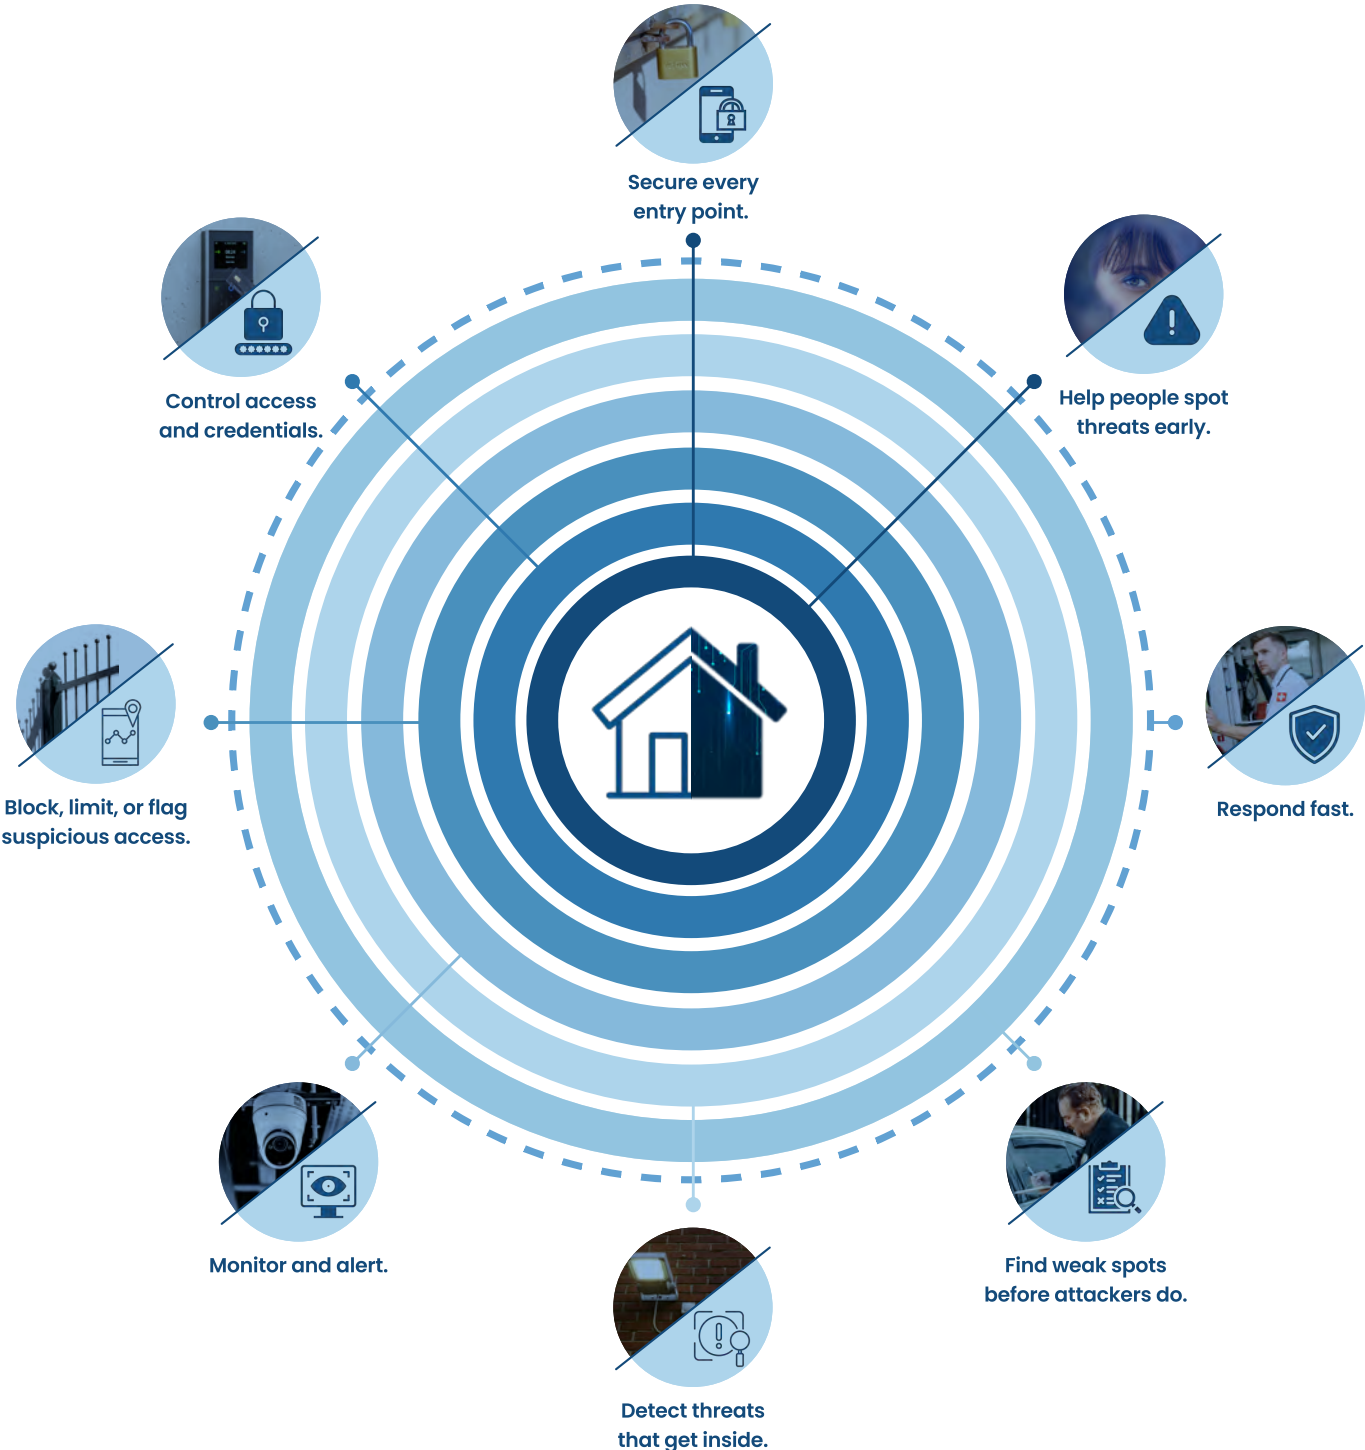 Secure every
entry point.
Help people spot
threats early.
Control access
and credentials.
Block, limit, or flag
suspicious access.
Respond fast.
Monitor and alert.
Find weak spots
before attackers do.
Detect threats
that get inside.